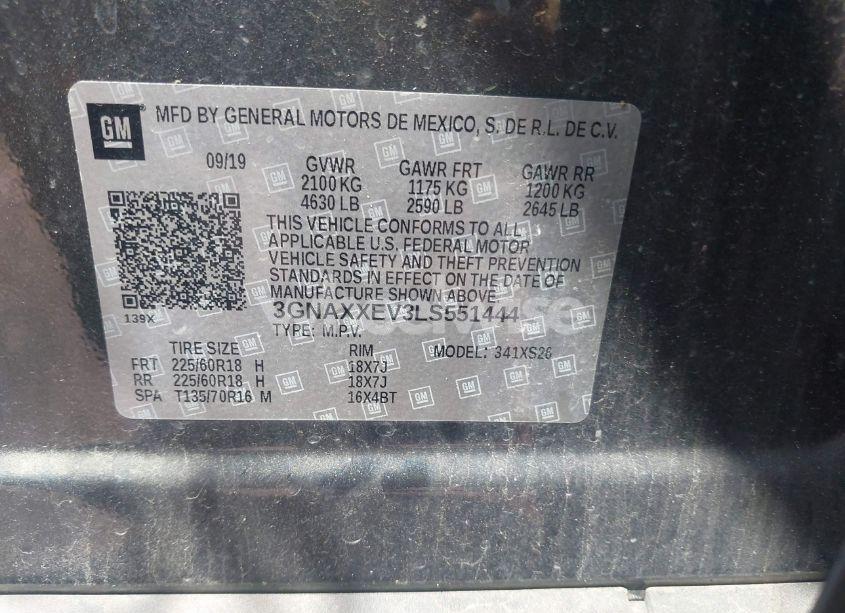 GM
MFD BY GENERAL MOTORS DE MEXICO, S. DE R.L. DE C.V.
09/19 GVWR GAWR FRT GAWR RR
2100 KG 1175 KG 1200 KG
4630 LB 2590 LB 2645 LB
THIS VEHICLE CONFORMS TO ALL
APPLICABLE U.S. FEDERAL MOTOR
VEHICLE SAFETY AND THEFT PREVENTION
STANDARDS IN EFFECT ON THE DATE OF
MANUFACTURE SHOWN ABOVE
139X
3GNAXXEV3LS551444
TYPE: M.P.V.
TIRE SIZE RIM MODEL: 341XS26
FRT 225/60R18 H 18X7J
RR 225/60R18 H 18X7J
SPA T135/70R16 M 16X4BT